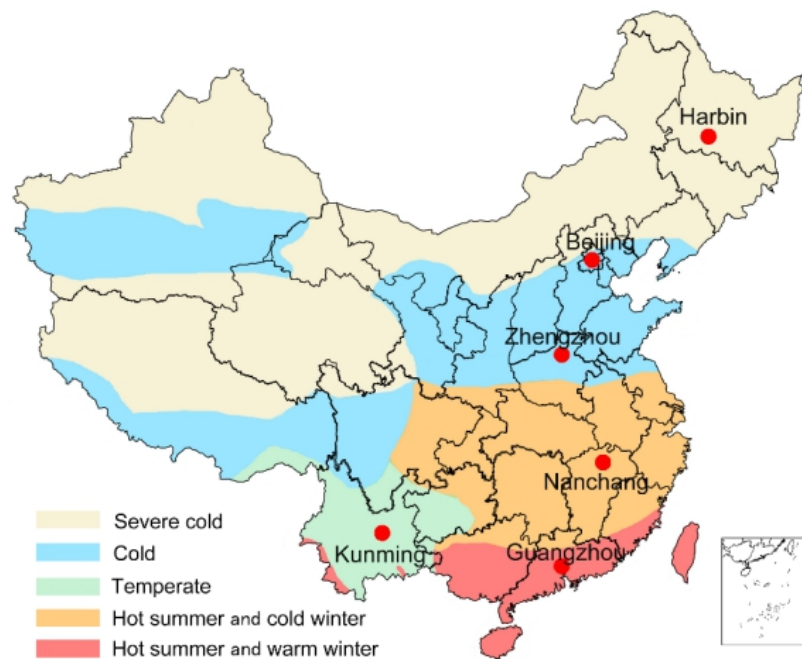 Harbin
Beijing
Zhengzhou
Nanchang
Kunming
Guangzhou
Severe cold
Cold
Temperate
Hot summer and cold winter
Hot summer and warm winter